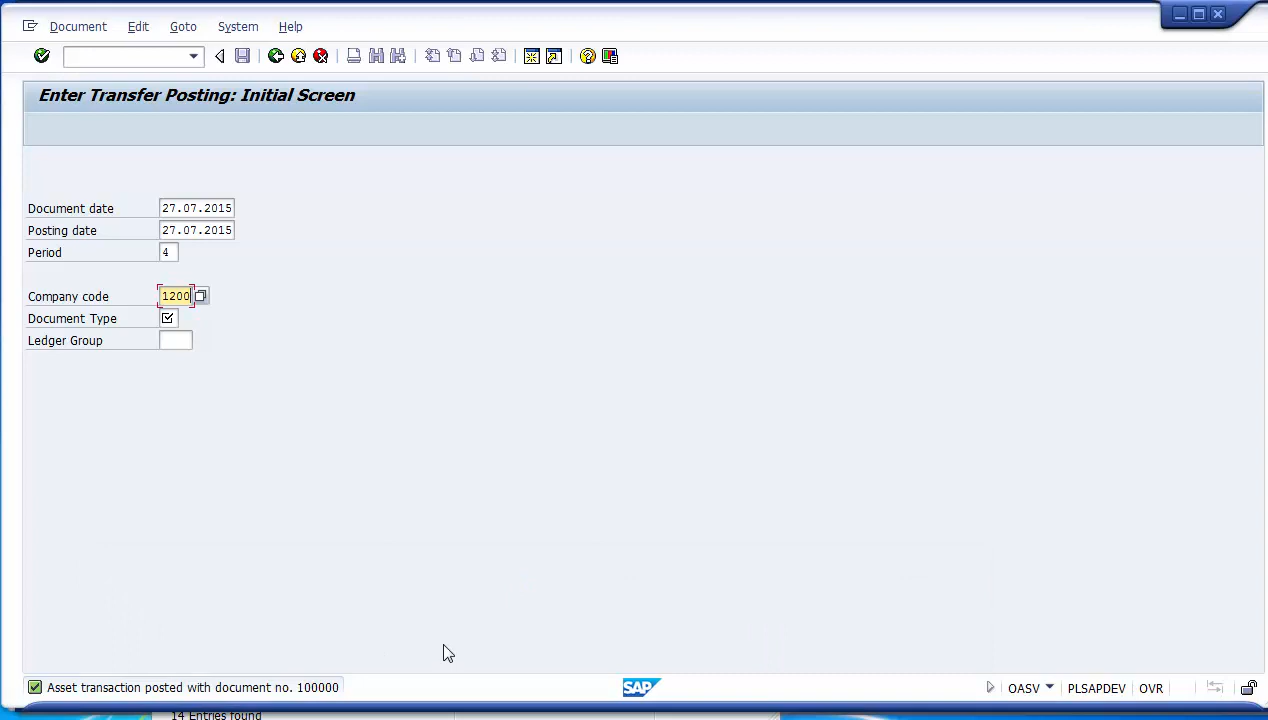 Document Edit Goto System Help
Enter Transfer Posting: Initial Screen
Document date 27.07.2015
Posting date 27.07.2015
Period 4
Company code 1200
Document Type
Ledger Group
Asset transaction posted with document no. 100000
SAP
OASV PLSAPDEV OVR
14 Entries found